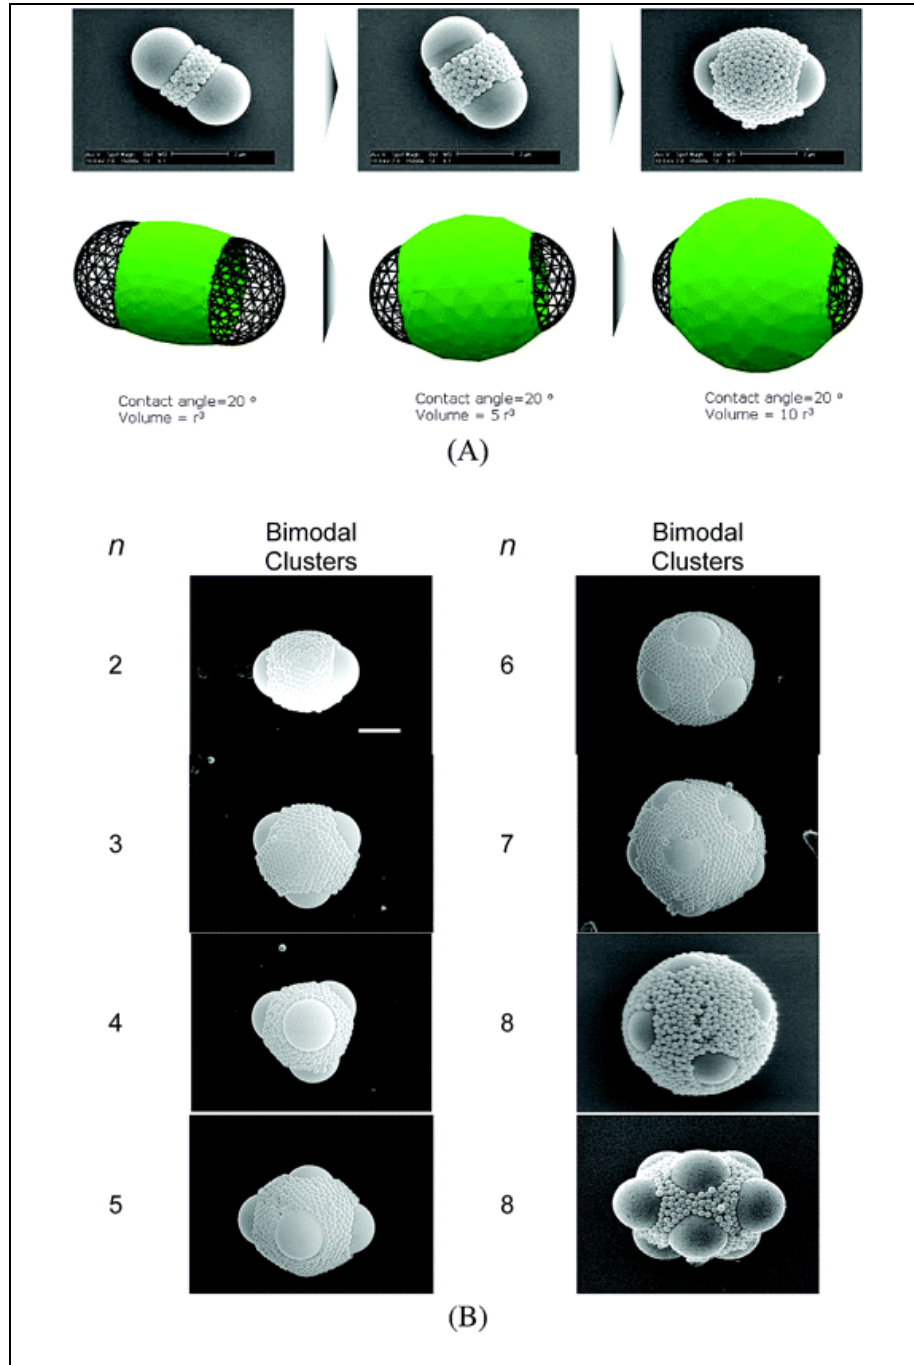 Contact angle=20 °
Volume = r³
Contact angle=20 °
Volume = 5 r³
Contact angle=20 °
Volume = 10 r³
(A)
n
Bimodal
Clusters
n
Bimodal
Clusters
2
6
3
7
4
8
5
8
(B)